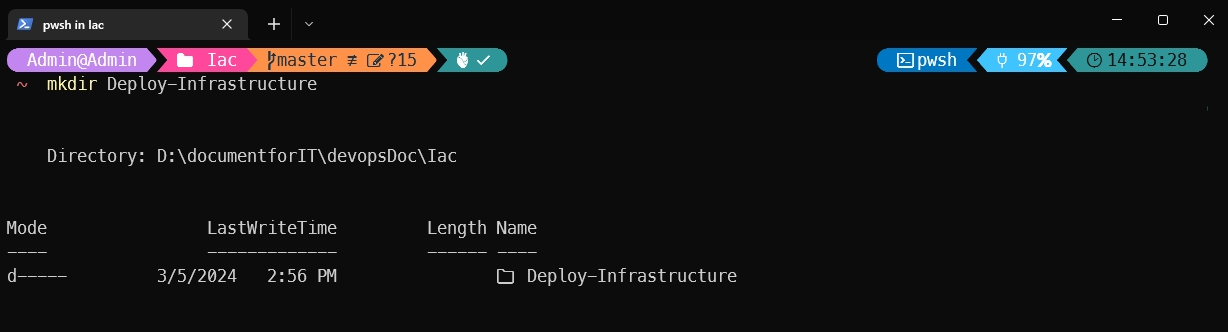 pwsh in Iac
Admin@Admin Iac master ≢ ?15 pwsh 97% 14:53:28
~ mkdir Deploy-Infrastructure
Directory: D:\documentforIT\devopsDoc\Iac
Mode LastWriteTime Length Name
---- ------------- ------ ----
d----- 3/5/2024 2:56 PM Deploy-Infrastructure